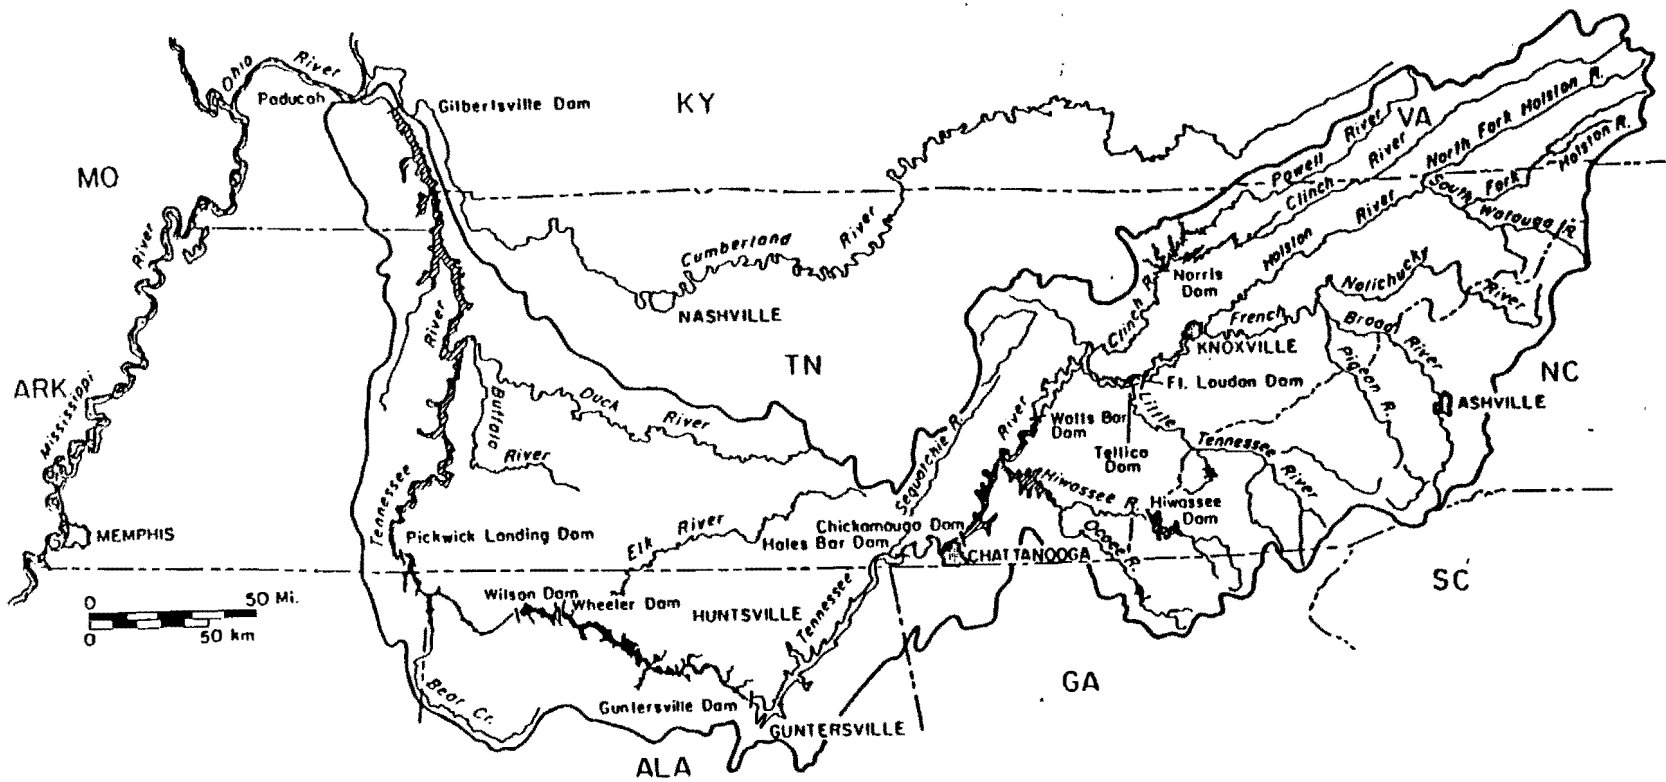 Ohio River
Paducah
Gilbertsville Dam
KY
VA
MO
Powell River
Clinch River
North Fork Holston R.
South Fork Holston R.
Watauga R.
Mississippi River
Cumberland River
Holston River
Norris Dam
Nolichucky River
NASHVILLE
Clinch R.
French Broad River
KNOXVILLE
TN
Ft. Loudon Dam
NC
ARK
Pigeon R.
ASHVILLE
Tennessee River
Buffalo River
Duck River
Sequatchie R.
River
Watts Bar Dam
Little Tennessee River
Tellico Dam
Hiwassee R.
Hiwassee Dam
MEMPHIS
Pickwick Landing Dam
Elk River
Chickamauga Dam
Hales Bar Dam
CHATTANOOGA
Ocoee R.
SC
0 50 Mi.
0 50 km
Wilson Dam
Wheeler Dam
HUNTSVILLE
Tennessee
GA
Bear Cr.
Guntersville Dam
GUNTERSVILLE
ALA